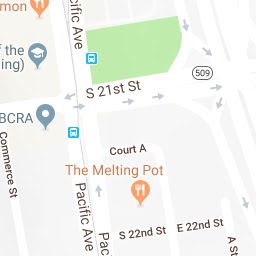 mon
Pacific Ave
of the
ing)
509
S 21st St
BCRA
Commerce St
Court A
The Melting Pot
Pacific Ave
Pac
S 22nd St
E 22nd St
A St